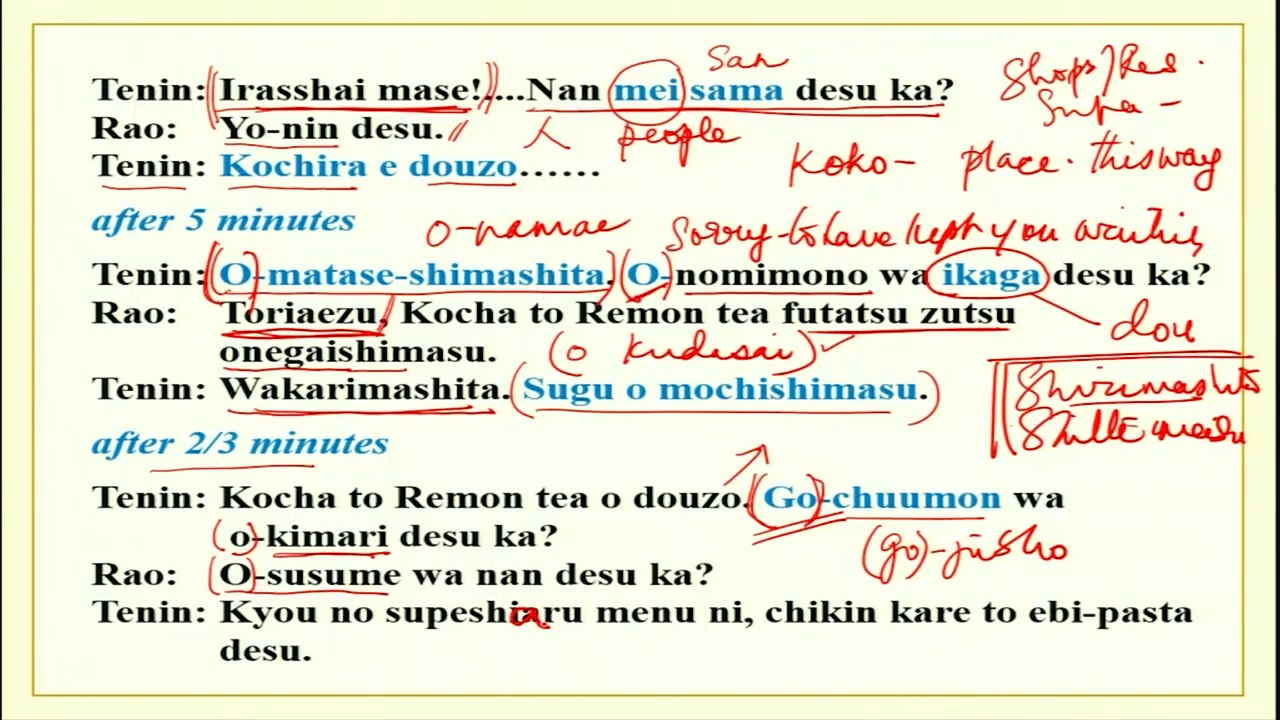 San
Shops/Res.
Tenin: Irasshai mase!....Nan mei sama desu ka?
Supa -
Rao: Yo-nin desu.
人 people
Koko - place. this way
Tenin: Kochira e douzo……
after 5 minutes
o-namae Sorry-to have kept you waiting
Tenin: O-matase-shimashita. O-nomimono wa ikaga desu ka?
Rao: Toriaezu, Kocha to Remon tea futatsu zutsu
dou
onegaishimasu. (o kudasai)
Tenin: Wakarimashita. Sugu o mochishimasu.
Shirimashita
after 2/3 minutes
Tenin: Kocha to Remon tea o douzo. Go-chuumon wa
(o)-kimari desu ka?
(go)-jusho
Rao: (O)-susume wa nan desu ka?
Tenin: Kyou no supeshiaru menu ni, chikin kare to ebi-pasta
desu.